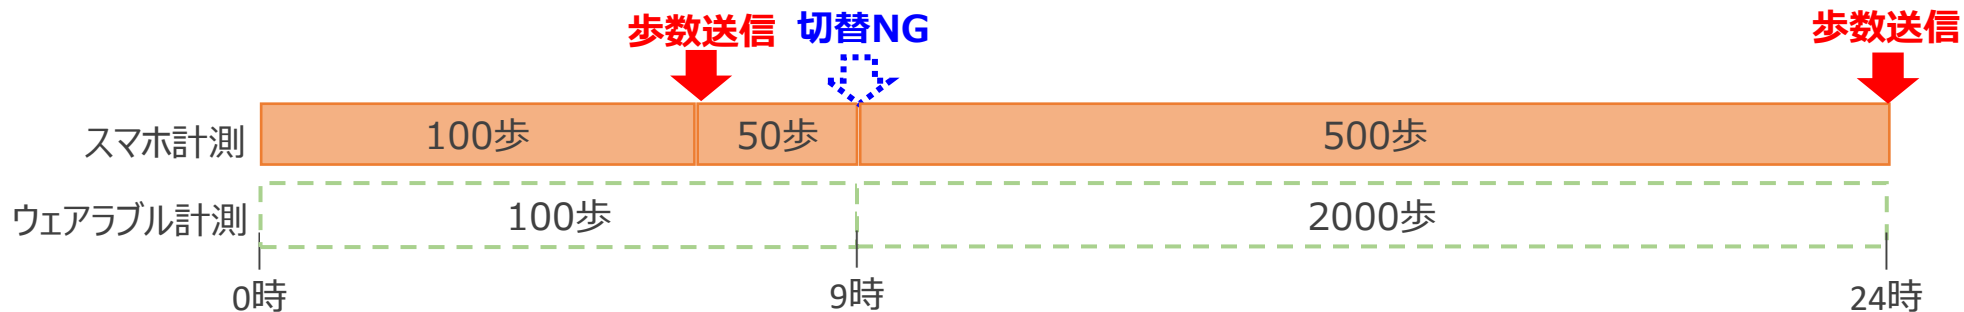 歩数送信 切替NG 歩数送信
スマホ計測 100歩 50歩 500歩
ウェアラブル計測 100歩 2000歩
0時 9時 24時